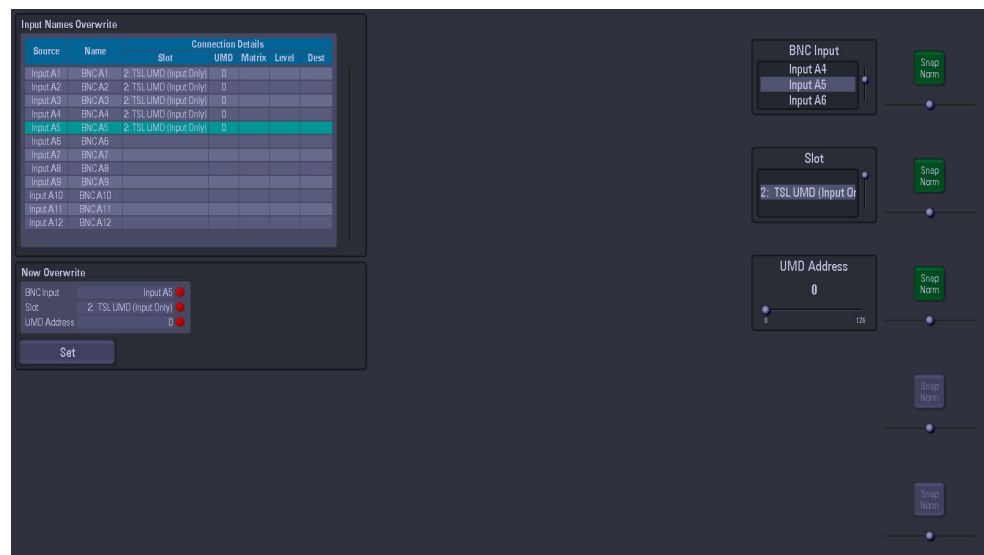 Input Names Overwrite
Source Name Connection Details
Slot UMD Matrix Level Dest
Input A1 BNC A1 2: TSL UMD (Input Only) 0
Input A2 BNC A2 2: TSL UMD (Input Only) 0
Input A3 BNC A3 2: TSL UMD (Input Only) 0
Input A4 BNC A4 2: TSL UMD (Input Only) 0
Input A5 BNC A5 2: TSL UMD (Input Only) 0
Input A6 BNC A6
Input A7 BNC A7
Input A8 BNC A8
Input A9 BNC A9
Input A10 BNC A10
Input A11 BNC A11
Input A12 BNC A12
New Overwrite
BNC Input Input A5
Slot 2: TSL UMD (Input Only)
UMD Address 0
Set
BNC Input
Input A4
Input A5
Input A6
Snap
Norm
Slot
2: TSL UMD (Input Or
Snap
Norm
UMD Address
0
0 126
Snap
Norm
Snap
Norm
Snap
Norm